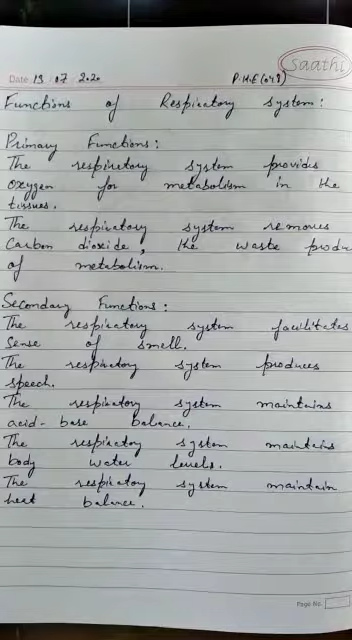 Saathi
Date 13 07 2020
P.H.E (048)
Functions of Respiratory system:
Primary Functions:
The respiratory system provides
oxygen for metabolism in the
tissues.
The respiratory system removes
Carbon dioxide, the waste produ
of metabolism.
Secondary Functions:
The respiratory system facilitates
sense of smell.
The respiratory system produces
speech.
The respiratory system maintains
acid-base balance.
The respiratory system maintains
body water levels.
The respiratory system maintain
heat balance.
Page No.